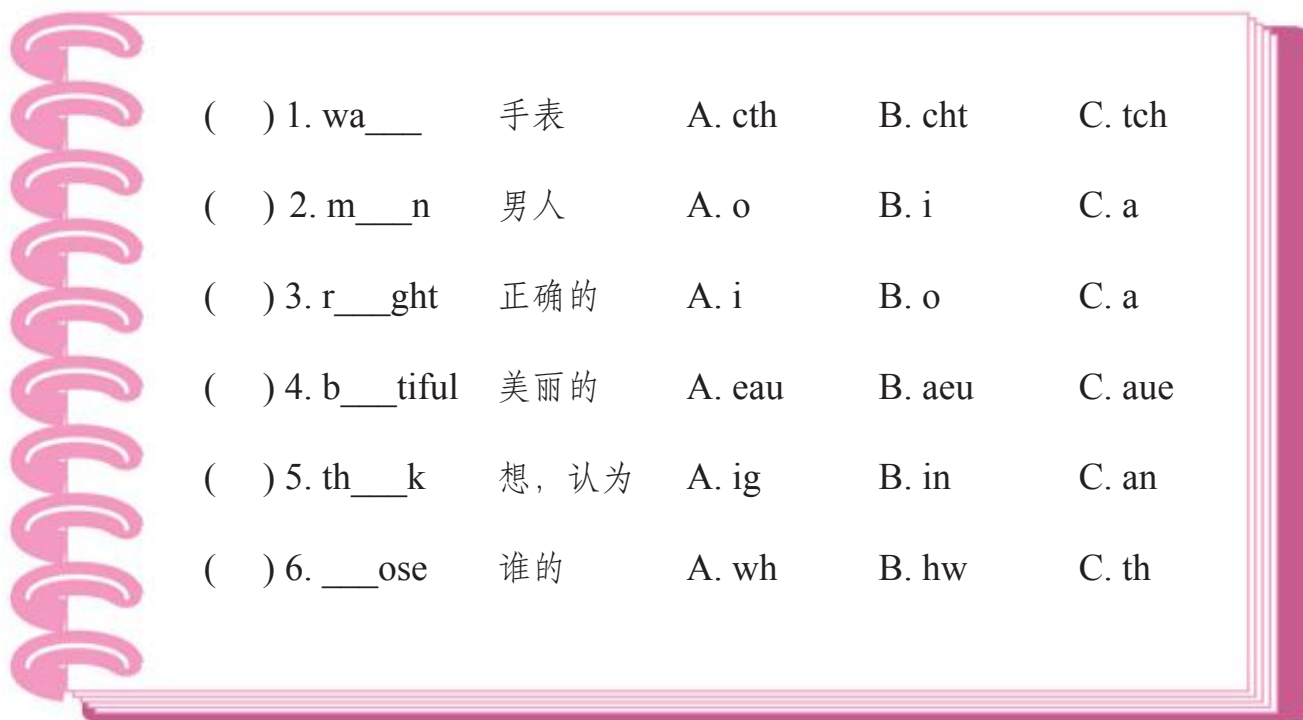 (    ) 1. wa___ 手表 A. cth B. cht C. tch
(    ) 2. m___n 男人 A. o B. i C. a
(    ) 3. r___ght 正确的 A. i B. o C. a
(    ) 4. b___tiful 美丽的 A. eau B. aeu C. aue
(    ) 5. th___k 想，认为 A. ig B. in C. an
(    ) 6. ___ose 谁的 A. wh B. hw C. th